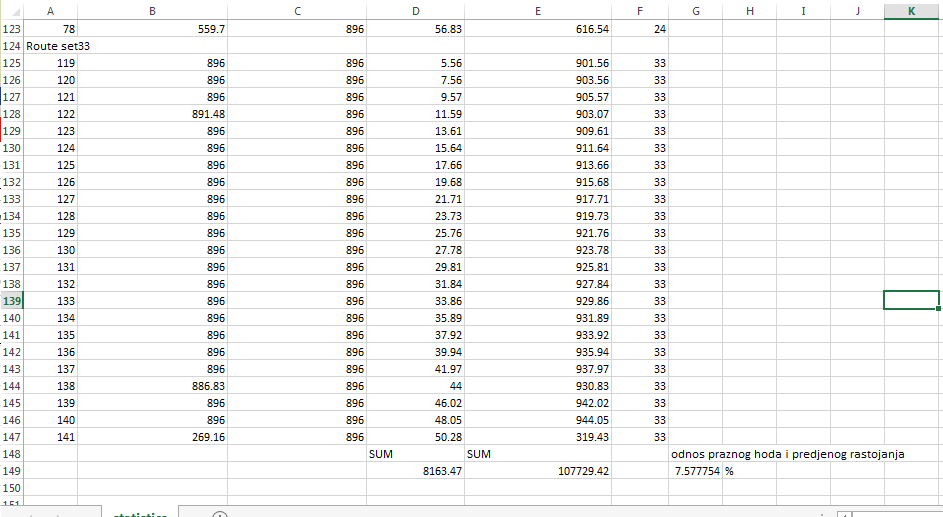 A B C D E F G H I J K
123 78 559.7 896 56.83 616.54 24
124 Route set33
125 119 896 896 5.56 901.56 33
126 120 896 896 7.56 903.56 33
127 121 896 896 9.57 905.57 33
128 122 891.48 896 11.59 903.07 33
129 123 896 896 13.61 909.61 33
130 124 896 896 15.64 911.64 33
131 125 896 896 17.66 913.66 33
132 126 896 896 19.68 915.68 33
133 127 896 896 21.71 917.71 33
134 128 896 896 23.73 919.73 33
135 129 896 896 25.76 921.76 33
136 130 896 896 27.78 923.78 33
137 131 896 896 29.81 925.81 33
138 132 896 896 31.84 927.84 33
139 133 896 896 33.86 929.86 33
140 134 896 896 35.89 931.89 33
141 135 896 896 37.92 933.92 33
142 136 896 896 39.94 935.94 33
143 137 896 896 41.97 937.97 33
144 138 886.83 896 44 930.83 33
145 139 896 896 46.02 942.02 33
146 140 896 896 48.05 944.05 33
147 141 269.16 896 50.28 319.43 33
148 SUM SUM odnos praznog hoda i predjenog rastojanja
149 8163.47 107729.42 7.577754 %
150
151
statistics